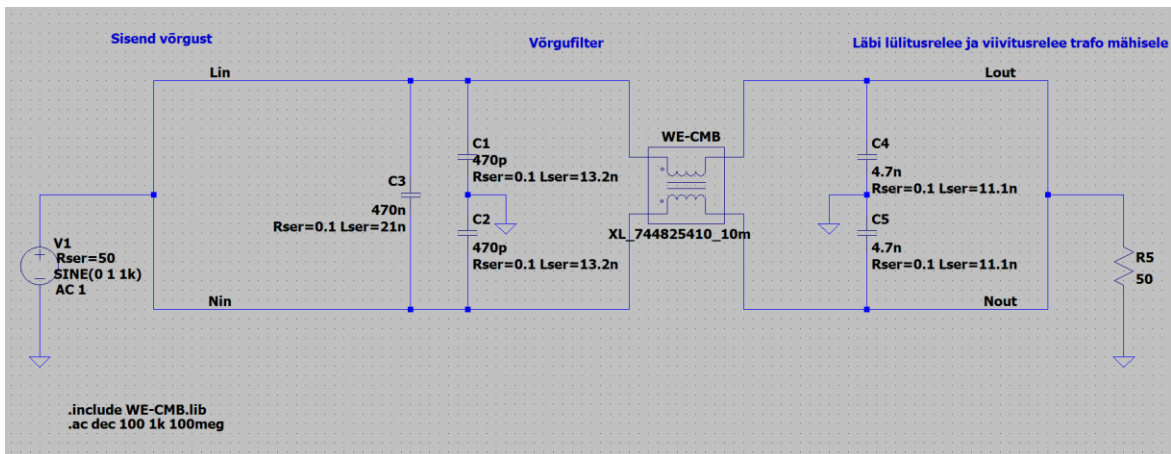 Sisend võrgust
Võrgufilter
Läbi lülitusrelee ja viivitusrelee trafo mähisele
Lin
Lout
C1
470p
Rser=0.1 Lser=13.2n
C3
470n
Rser=0.1 Lser=21n
C2
470p
Rser=0.1 Lser=13.2n
WE-CMB
XL_744825410_10m
C4
4.7n
Rser=0.1 Lser=11.1n
C5
4.7n
Rser=0.1 Lser=11.1n
V1
Rser=50
SINE(0 1 1k)
AC 1
R5
50
Nin
Nout
.include WE-CMB.lib
.ac dec 100 1k 100meg